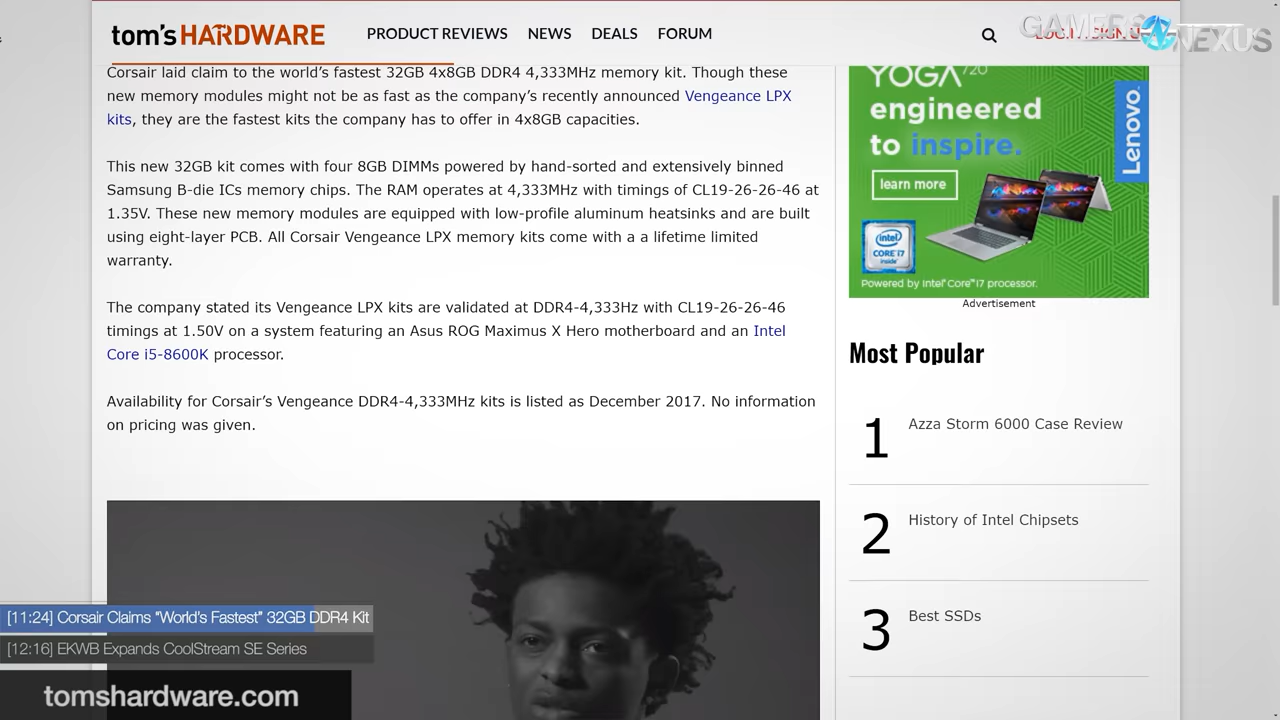 tom's HARDWARE
PRODUCT REVIEWS NEWS DEALS FORUM
GAMERS NEXUS
Corsair laid claim to the world's fastest 32GB 4x8GB DDR4 4,333MHz memory kit. Though these
new memory modules might not be as fast as the company's recently announced Vengeance LPX
kits, they are the fastest kits the company has to offer in 4x8GB capacities.
This new 32GB kit comes with four 8GB DIMMs powered by hand-sorted and extensively binned
Samsung B-die ICs memory chips. The RAM operates at 4,333MHz with timings of CL19-26-26-46 at
1.35V. These new memory modules are equipped with low-profile aluminum heatsinks and are built
using eight-layer PCB. All Corsair Vengeance LPX memory kits come with a a lifetime limited
warranty.
The company stated its Vengeance LPX kits are validated at DDR4-4,333Hz with CL19-26-26-46
timings at 1.50V on a system featuring an Asus ROG Maximus X Hero motherboard and an Intel
Core i5-8600K processor.
Availability for Corsair's Vengeance DDR4-4,333MHz kits is listed as December 2017. No information
on pricing was given.
YOGA 720
engineered
to inspire.
learn more
Lenovo
intel
CORE i7
inside
Powered by Intel® Core™ i7 processor.
Advertisement
Most Popular
1 Azza Storm 6000 Case Review
2 History of Intel Chipsets
3 Best SSDs
[11:24] Corsair Claims "World's Fastest" 32GB DDR4 Kit
[12:16] EKWB Expands CoolStream SE Series
tomshardware.com